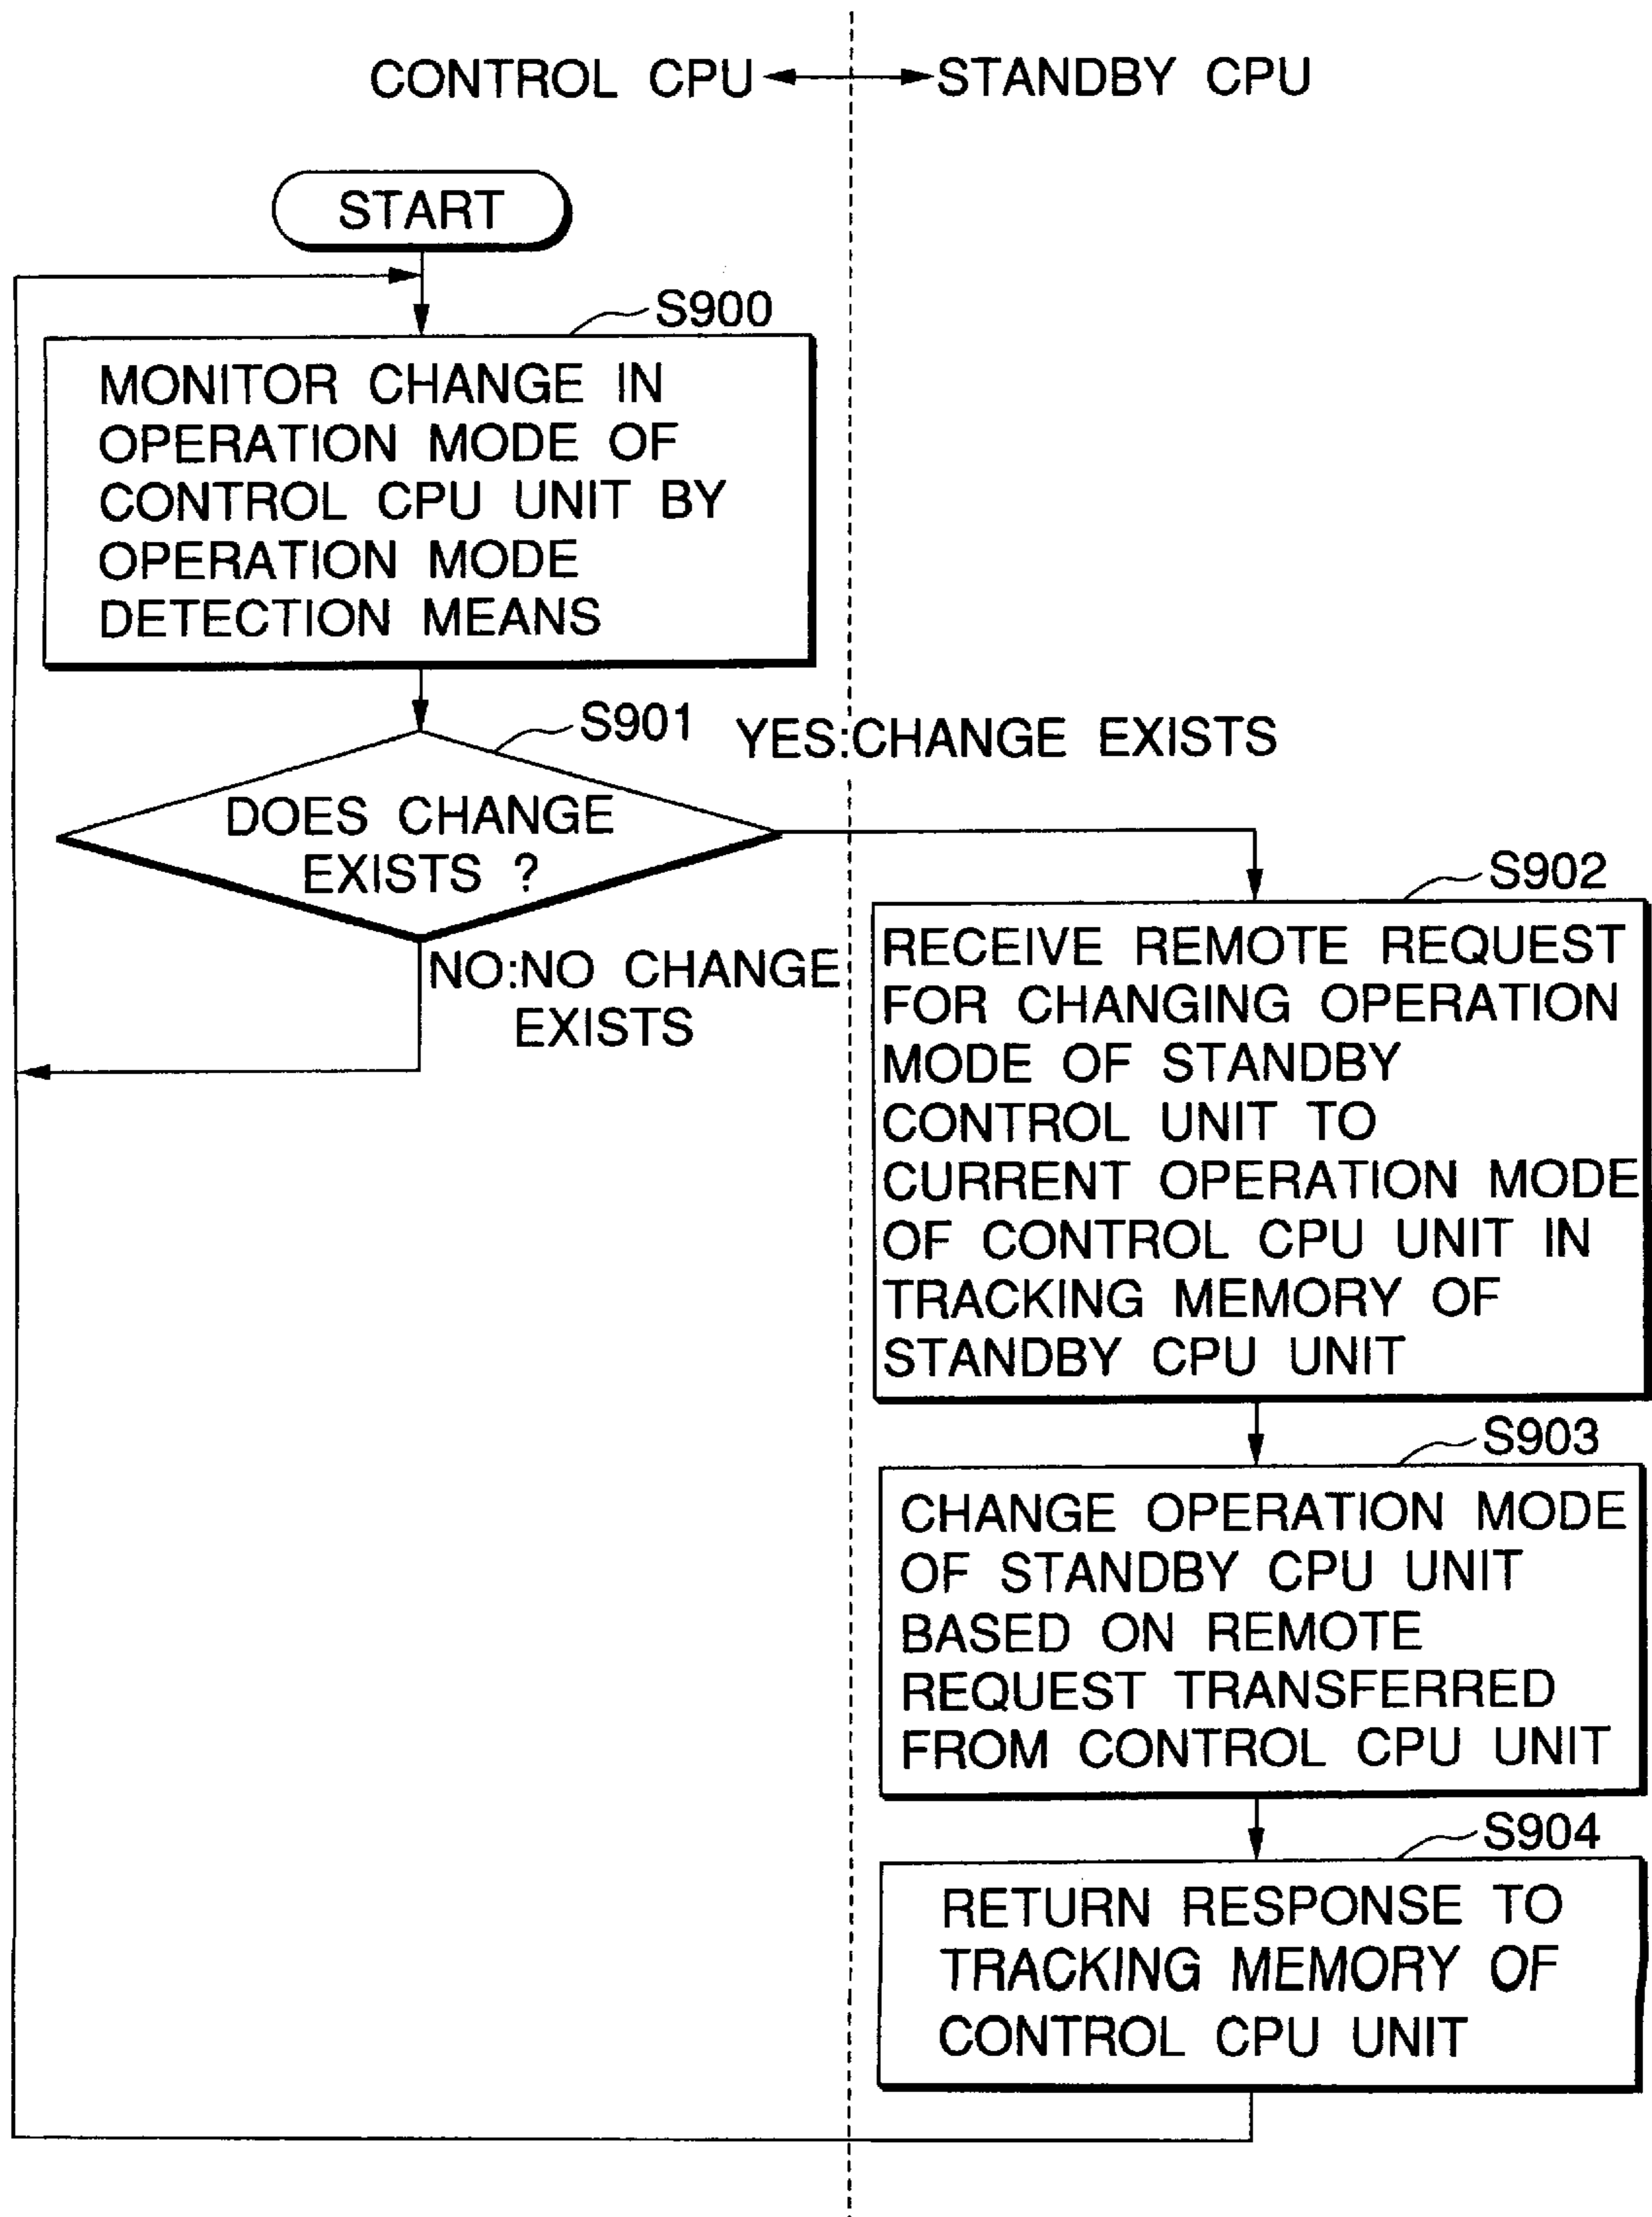 CONTROL CPU
STANDBY CPU
START
S900
MONITOR CHANGE IN
OPERATION MODE OF
CONTROL CPU UNIT BY
OPERATION MODE
DETECTION MEANS
S901
YES:CHANGE EXISTS
DOES CHANGE
EXISTS ?
NO:NO CHANGE
EXISTS
S902
RECEIVE REMOTE REQUEST
FOR CHANGING OPERATION
MODE OF STANDBY
CONTROL UNIT TO
CURRENT OPERATION MODE
OF CONTROL CPU UNIT IN
TRACKING MEMORY OF
STANDBY CPU UNIT
S903
CHANGE OPERATION MODE
OF STANDBY CPU UNIT
BASED ON REMOTE
REQUEST TRANSFERRED
FROM CONTROL CPU UNIT
S904
RETURN RESPONSE TO
TRACKING MEMORY OF
CONTROL CPU UNIT